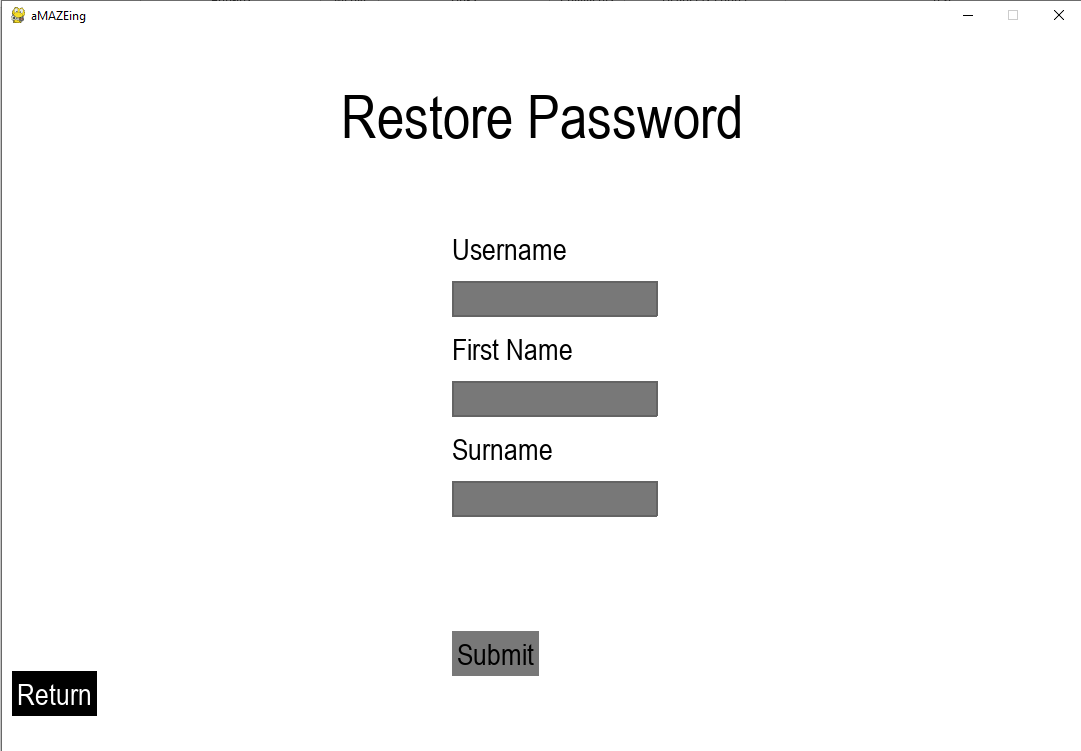 aMAZEing
Restore Password
Username
First Name
Surname
Submit
Return